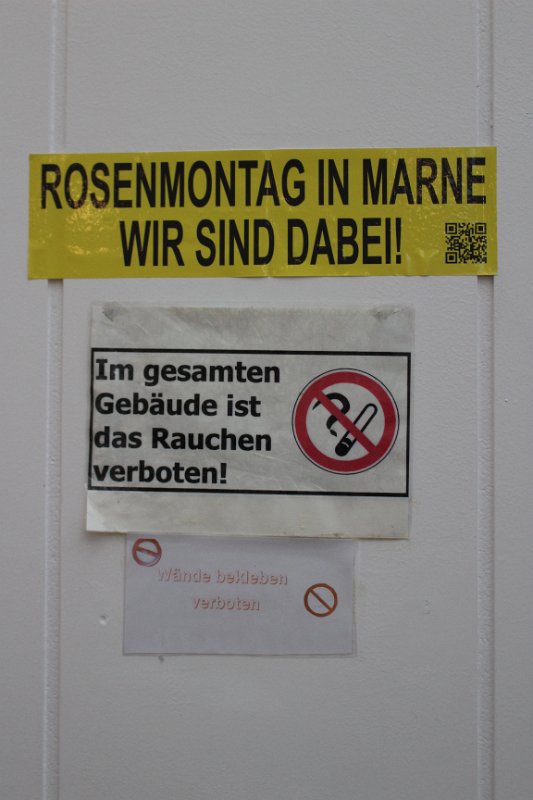 ROSENMONTAG IN MARNE
WIR SIND DABEI!
Im gesamten
Gebäude ist
das Rauchen
verboten!
Wände bekleben
verboten